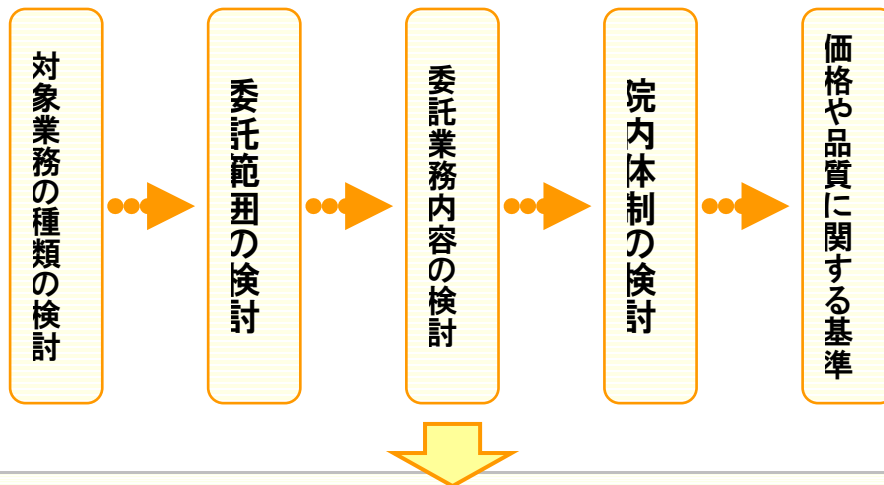 対象業務の種類の検討
委託範囲の検討
委託業務内容の検討
院内体制の検討
価格や品質に関する基準